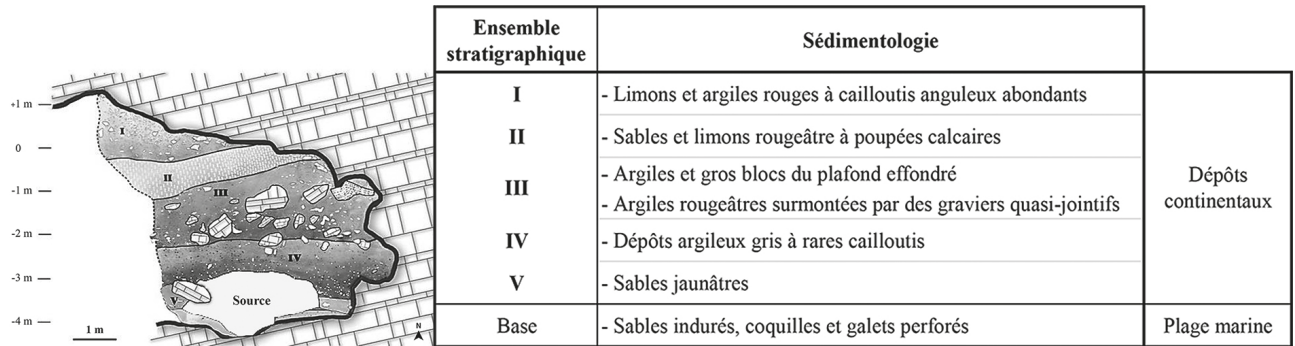 +1 m
0
-1 m
-2 m
-3 m
-4 m
1 m
I
II
III
IV
V
Source
N
Ensemble
stratigraphique
Sédimentologie
I
- Limons et argiles rouges à cailloutis anguleux abondants
II
- Sables et limons rougeâtre à poupées calcaires
III
- Argiles et gros blocs du plafond effondré
- Argiles rougeâtres surmontées par des graviers quasi-jointifs
IV
- Dépôts argileux gris à rares cailloutis
V
- Sables jaunâtres
Dépôts
continentaux
Base
- Sables indurés, coquilles et galets perforés
Plage marine